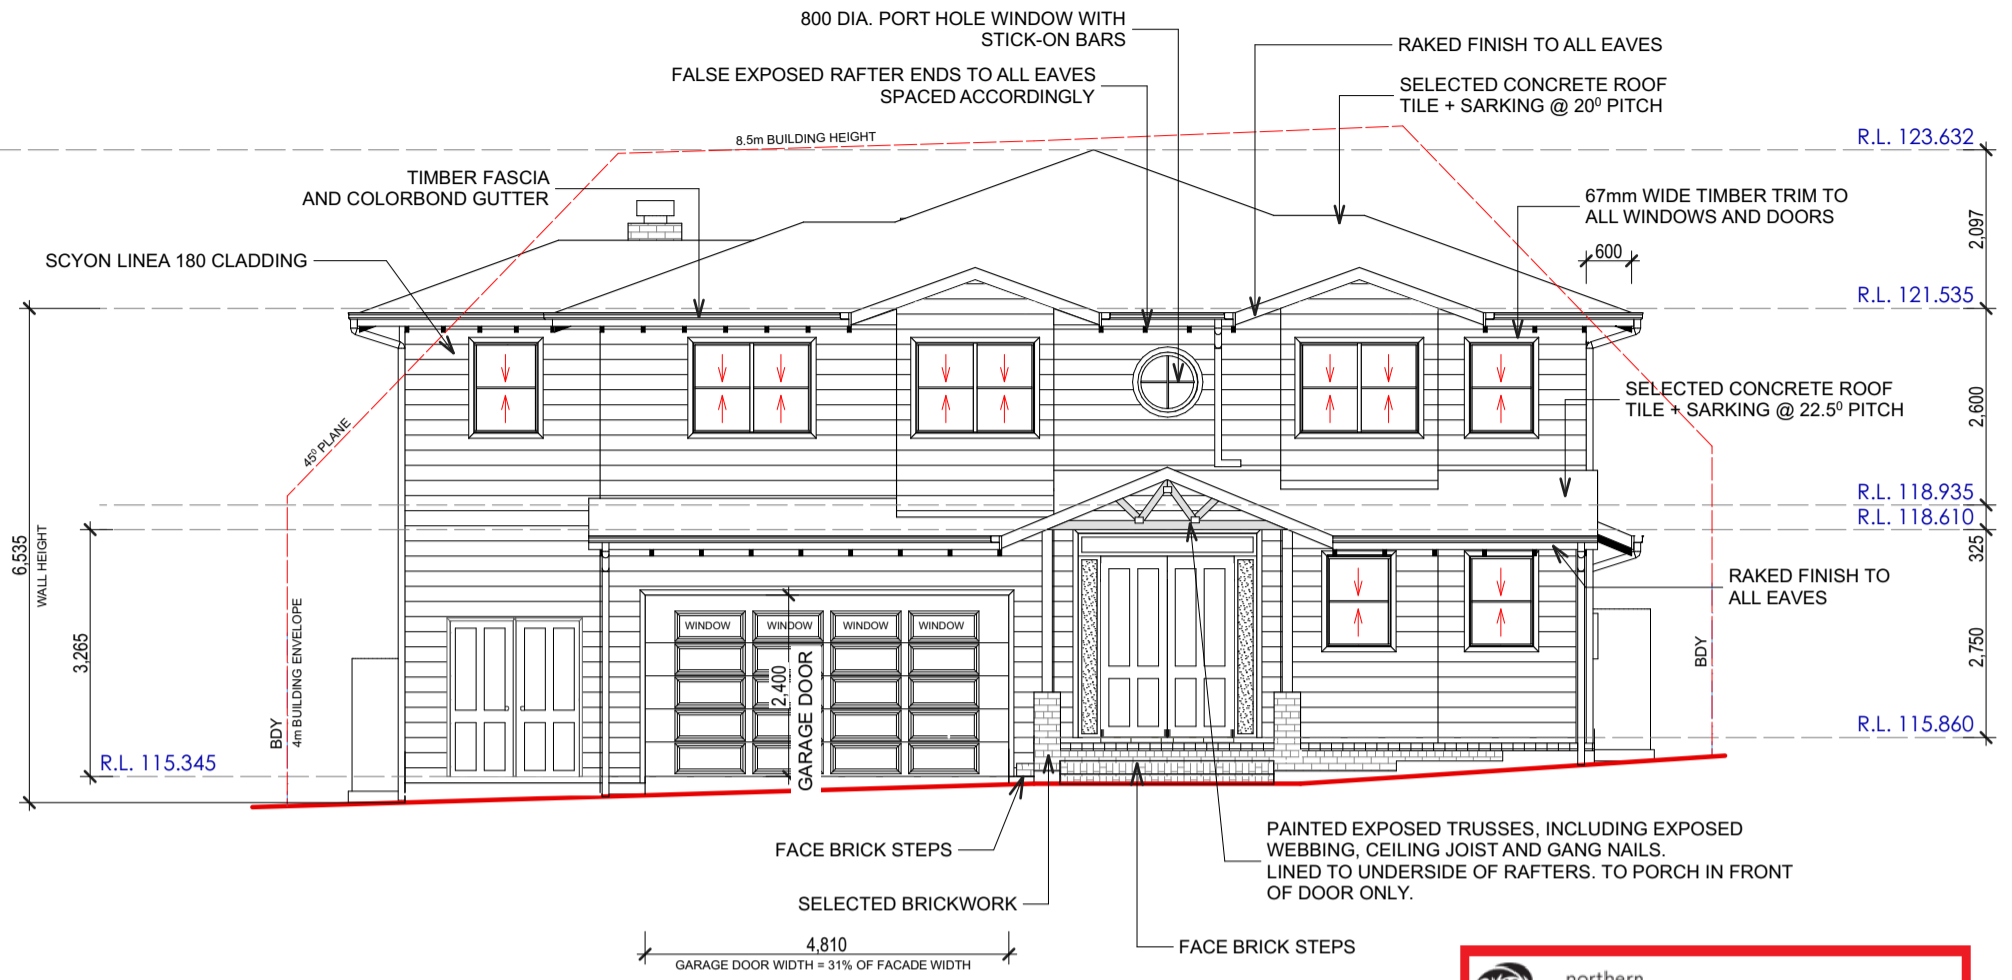 800 DIA. PORT HOLE WINDOW WITH
STICK-ON BARS
RAKED FINISH TO ALL EAVES
FALSE EXPOSED RAFTER ENDS TO ALL EAVES
SPACED ACCORDINGLY
SELECTED CONCRETE ROOF
TILE + SARKING @ 20⁰ PITCH
8.5m BUILDING HEIGHT
R.L. 123.632
TIMBER FASCIA
AND COLORBOND GUTTER
67mm WIDE TIMBER TRIM TO
ALL WINDOWS AND DOORS
2,097
600
SCYON LINEA 180 CLADDING
R.L. 121.535
SELECTED CONCRETE ROOF
TILE + SARKING @ 22.5⁰ PITCH
2,600
45⁰ PLANE
R.L. 118.935
R.L. 118.610
325
6,535
WALL HEIGHT
RAKED FINISH TO
ALL EAVES
3,265
4m BUILDING ENVELOPE
BDY
WINDOW
WINDOW
WINDOW
WINDOW
2,400
GARAGE DOOR
BDY
2,750
R.L. 115.860
R.L. 115.345
FACE BRICK STEPS
PAINTED EXPOSED TRUSSES, INCLUDING EXPOSED
WEBBING, CEILING JOIST AND GANG NAILS.
LINED TO UNDERSIDE OF RAFTERS. TO PORCH IN FRONT
OF DOOR ONLY.
SELECTED BRICKWORK
FACE BRICK STEPS
4,810
GARAGE DOOR WIDTH = 31% OF FACADE WIDTH
northern